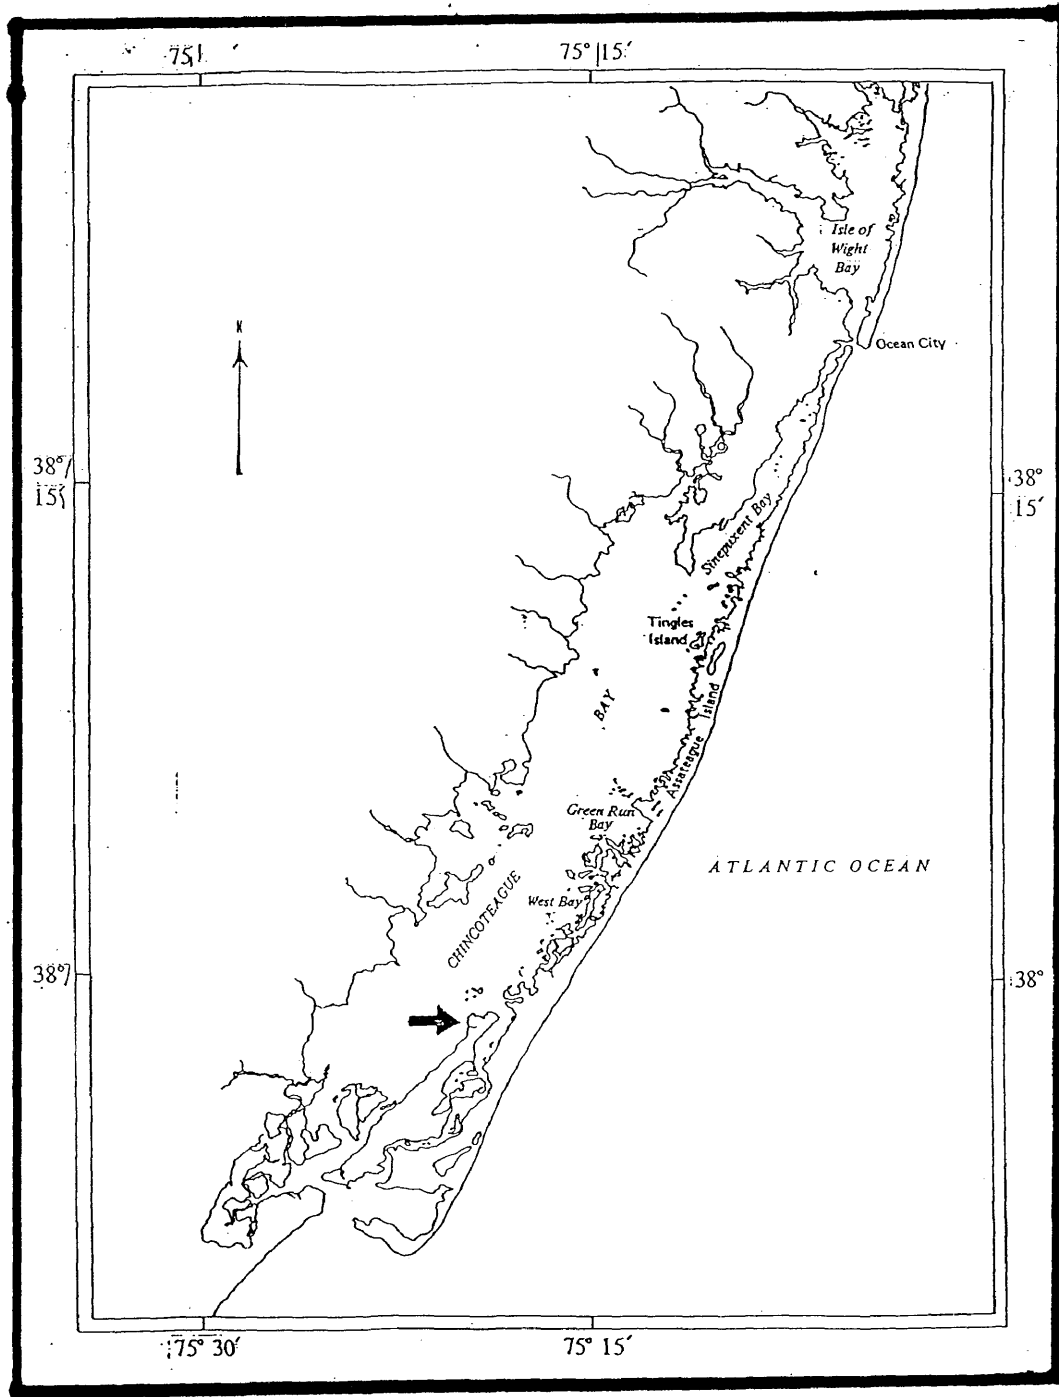 75
75° 15′
Isle of
Wight
Bay
N
Ocean City
38°
15′
38°
15′
Sinepuxent Bay
Tingles
Island
BAY
Assateague Island
Green Run
Bay
ATLANTIC OCEAN
West Bay
CHINCOTEAGUE
38°
38°
75° 30′
75° 15′